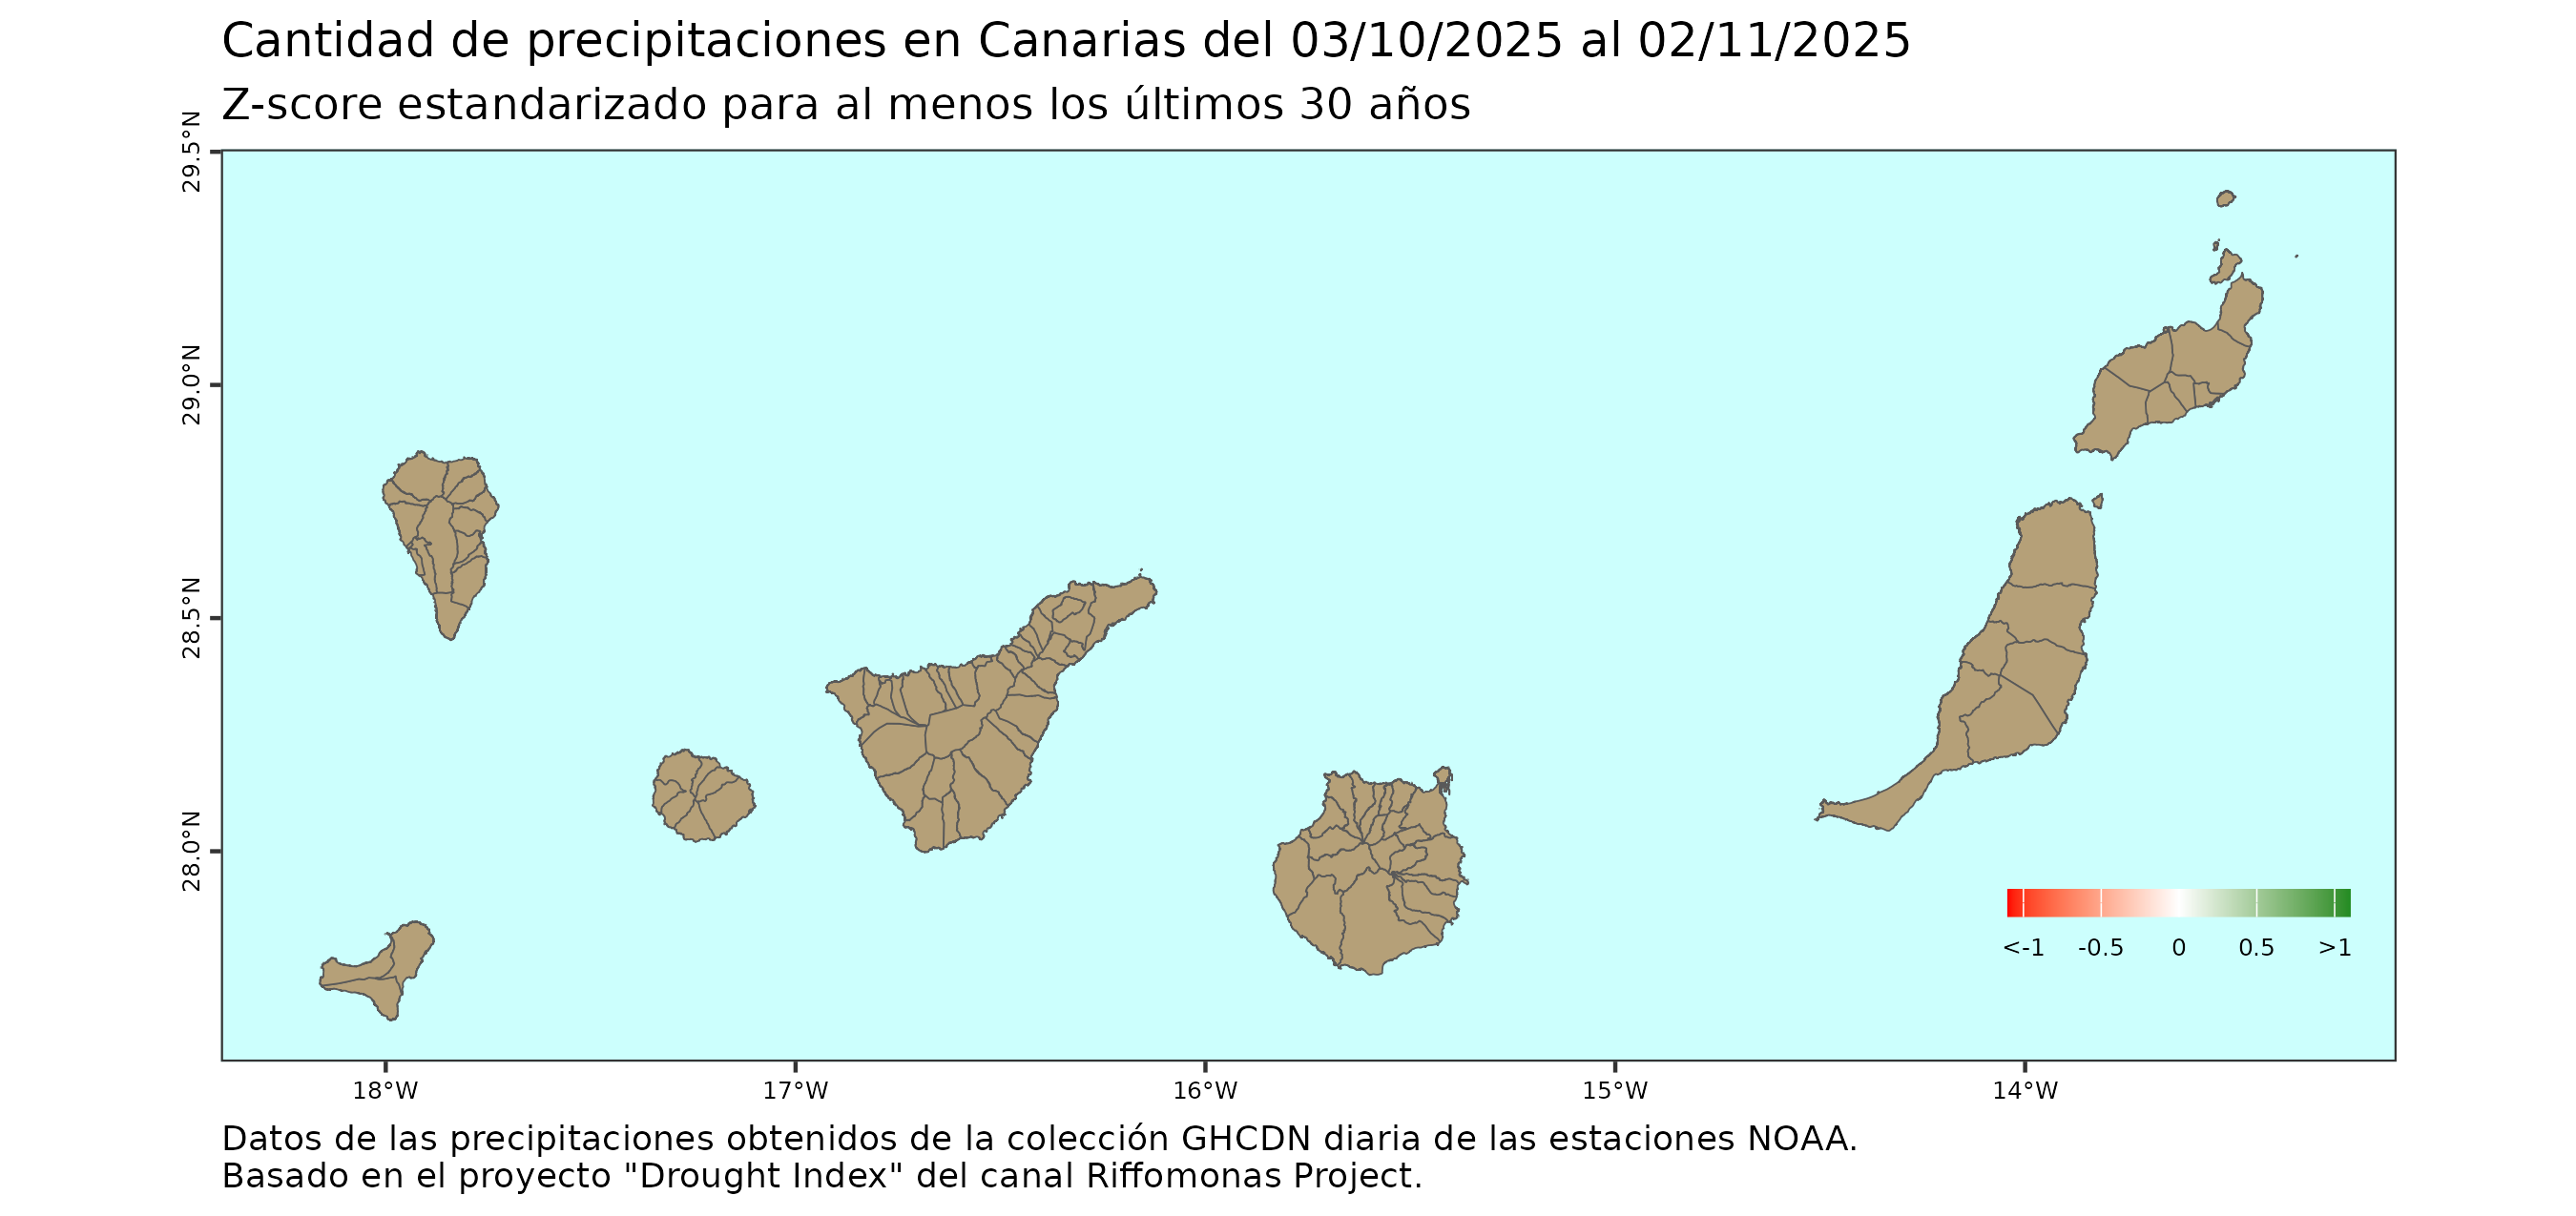 Cantidad de precipitaciones en Canarias del 03/10/2025 al 02/11/2025
Z-score estandarizado para al menos los últimos 30 años
29.5°N
29.0°N
28.5°N
28.0°N
<-1 -0.5 0 0.5 >1
18°W 17°W 16°W 15°W 14°W
Datos de las precipitaciones obtenidos de la colección GHCDN diaria de las estaciones NOAA.
Basado en el proyecto "Drought Index" del canal Riffomonas Project.